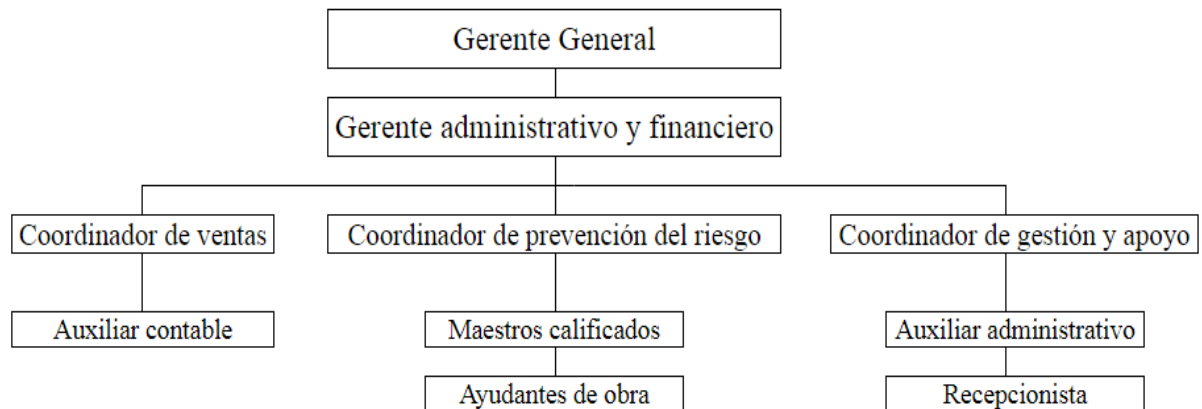 Gerente General
Gerente administrativo y financiero
Coordinador de ventas
Coordinador de prevención del riesgo
Coordinador de gestión y apoyo
Auxiliar contable
Maestros calificados
Auxiliar administrativo
Ayudantes de obra
Recepcionista